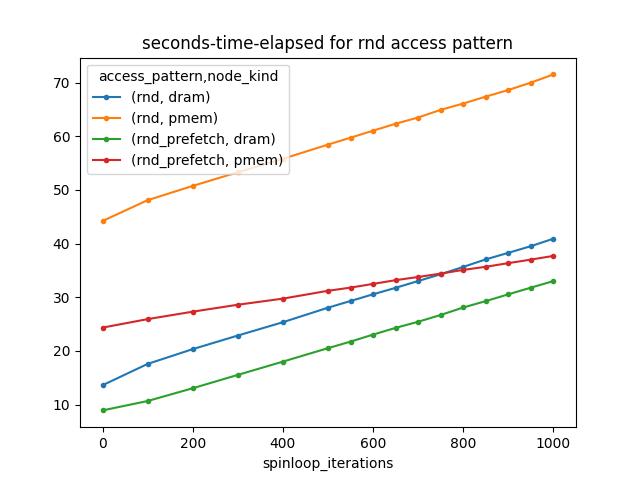 seconds-time-elapsed for rnd access pattern
access_pattern,node_kind
(rnd, dram)
(rnd, pmem)
(rnd_prefetch, dram)
(rnd_prefetch, pmem)
70
60
50
40
30
20
10
0 200 400 600 800 1000
spinloop_iterations